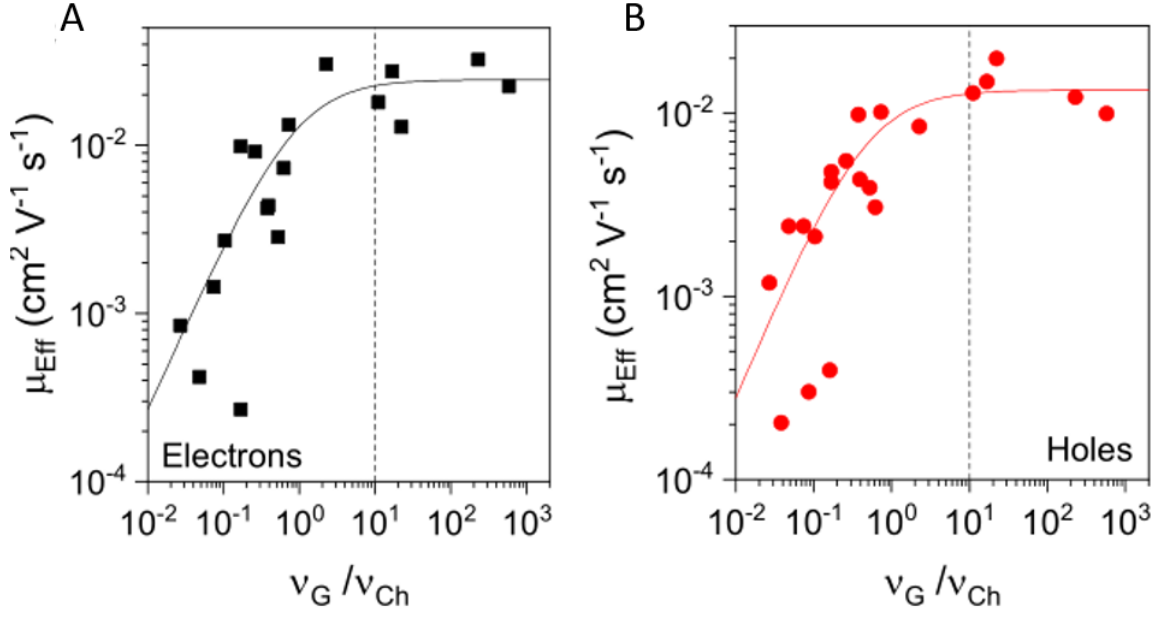 A
B
μEff (cm² V⁻¹ s⁻¹)
10⁻²
10⁻³
10⁻⁴
Electrons
10⁻² 10⁻¹ 10⁰ 10¹ 10² 10³
νG /νCh
μEff (cm² V⁻¹ s⁻¹)
10⁻²
10⁻³
10⁻⁴
Holes
10⁻² 10⁻¹ 10⁰ 10¹ 10² 10³
νG /νCh